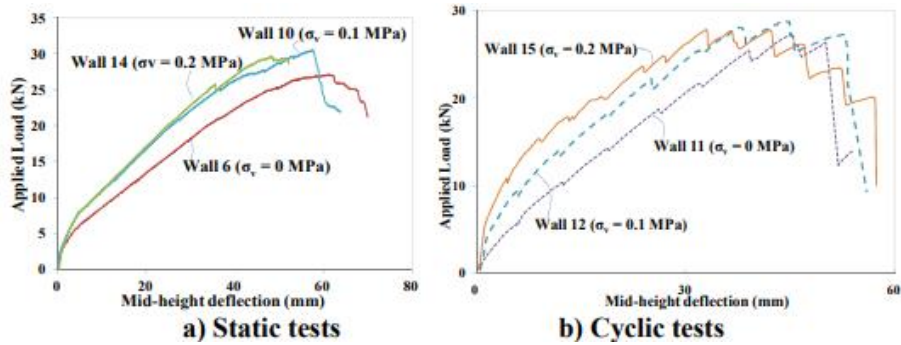 35
30
25
20
15
10
5
0
Applied Load (kN)
Wall 10 (σᵥ = 0.1 MPa)
Wall 14 (σv = 0.2 MPa)
Wall 6 (σᵥ = 0 MPa)
0 20 40 60 80
Mid-height deflection (mm)
a) Static tests
30
20
10
0
Applied Load (kN)
Wall 15 (σᵥ = 0.2 MPa)
Wall 11 (σᵥ = 0 MPa)
Wall 12 (σᵥ = 0.1 MPa)
0 30 60
Mid-height deflection (mm)
b) Cyclic tests